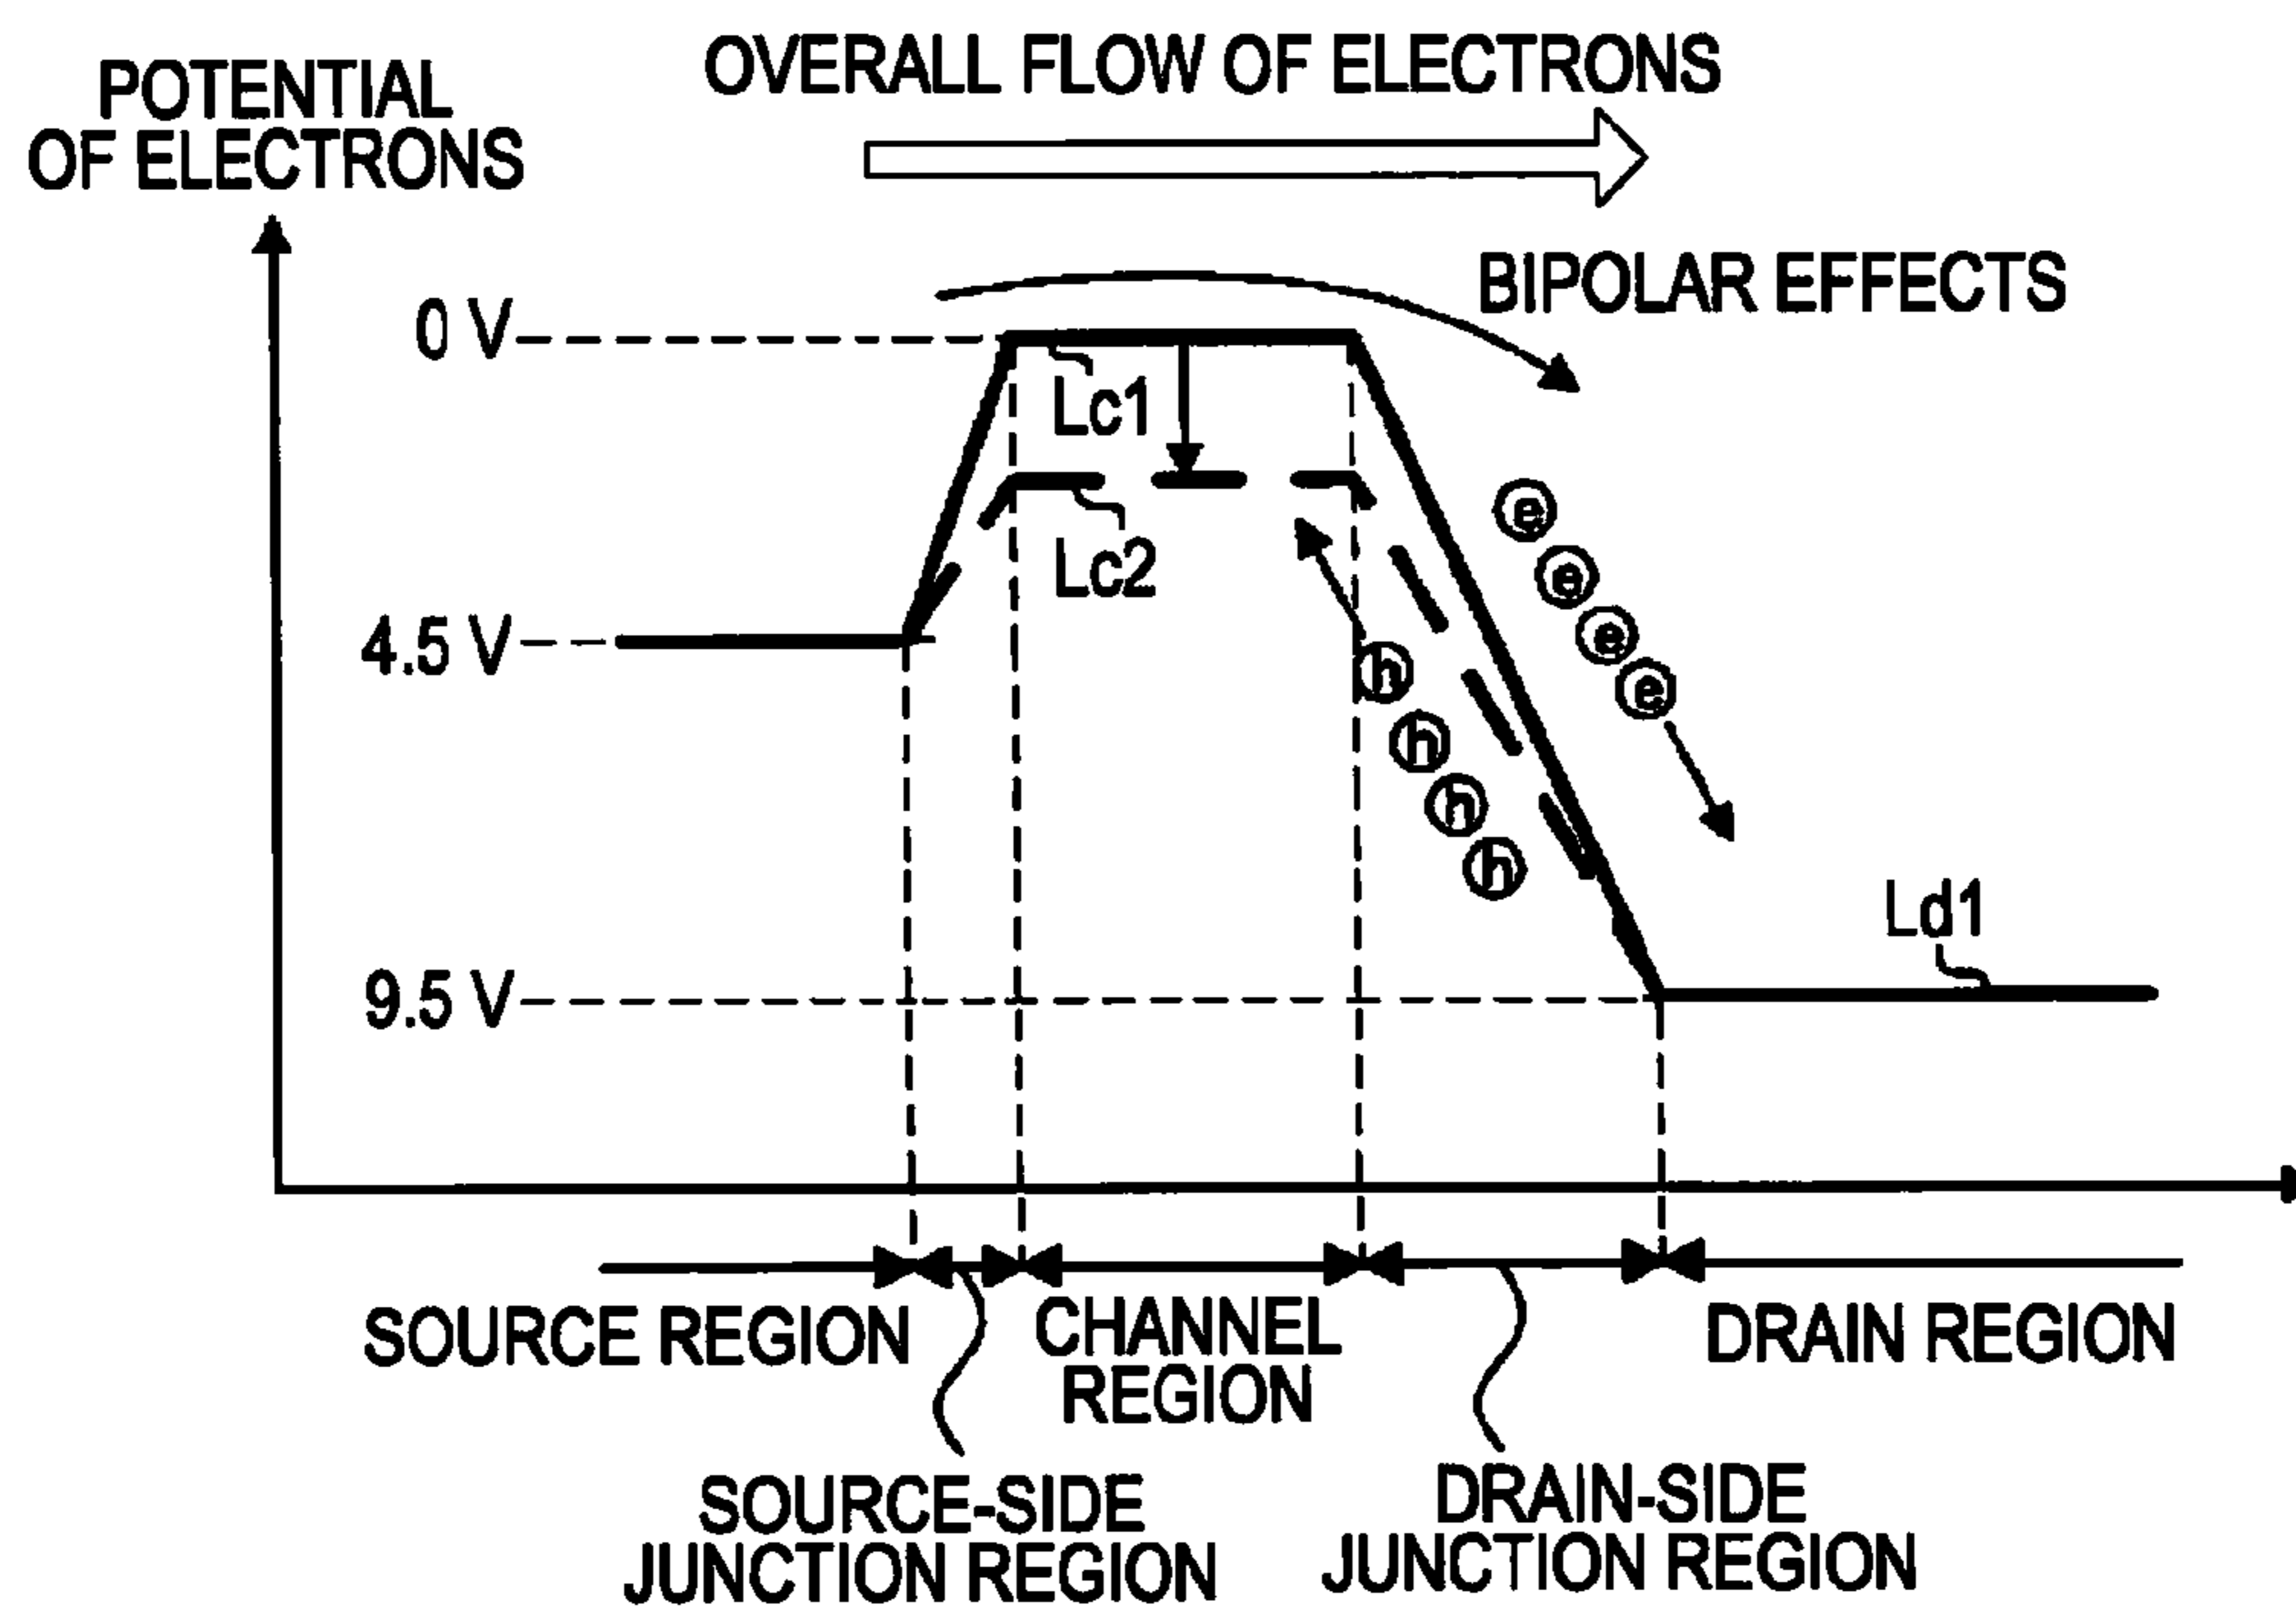 OVERALL FLOW OF ELECTRONS
POTENTIAL
OF ELECTRONS
BIPOLAR EFFECTS
0 V
Lc1
Lc2
e
e
e
e
4.5 V
h
h
h
h
Ld1
9.5 V
SOURCE REGION
CHANNEL
REGION
DRAIN REGION
SOURCE-SIDE
JUNCTION REGION
DRAIN-SIDE
JUNCTION REGION